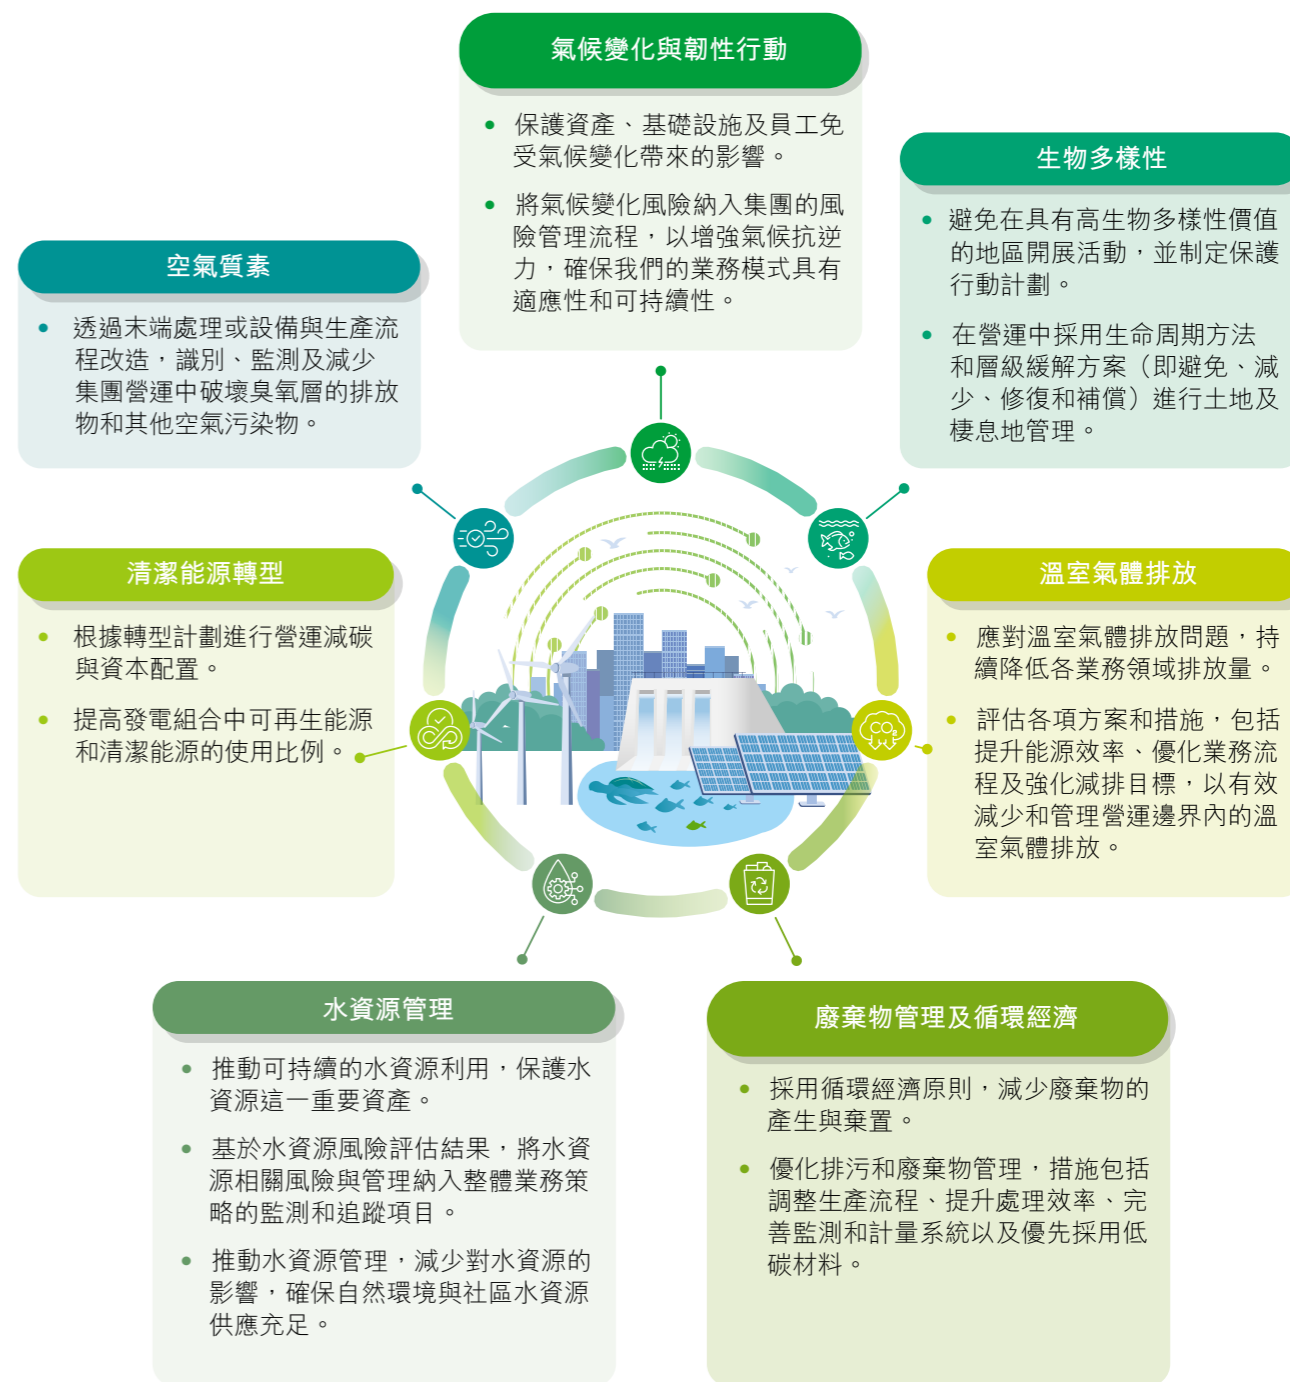 氣候變化與韌性行動
• 保護資產、基礎設施及員工免
受氣候變化帶來的影響。
• 將氣候變化風險納入集團的風
險管理流程，以增強氣候抗逆
力，確保我們的業務模式具有
適應性和可持續性。
生物多樣性
• 避免在具有高生物多樣性價值
的地區開展活動，並制定保護
行動計劃。
• 在營運中採用生命周期方法
和層級緩解方案（即避免、減
少、修復和補償）進行土地及
棲息地管理。
空氣質素
• 透過末端處理或設備與生產流
程改造，識別、監測及減少
集團營運中破壞臭氧層的排放
物和其他空氣污染物。
清潔能源轉型
• 根據轉型計劃進行營運減碳
與資本配置。
• 提高發電組合中可再生能源
和清潔能源的使用比例。
溫室氣體排放
• 應對溫室氣體排放問題，持
續降低各業務領域排放量。
• 評估各項方案和措施，包括
提升能源效率、優化業務流
程及強化減排目標，以有效
減少和管理營運邊界內的溫
室氣體排放。
CO₂
水資源管理
• 推動可持續的水資源利用，保護水
資源這一重要資產。
• 基於水資源風險評估結果，將水資
源相關風險與管理納入整體業務策
略的監測和追蹤項目。
• 推動水資源管理，減少對水資源的
影響，確保自然環境與社區水資源
供應充足。
廢棄物管理及循環經濟
• 採用循環經濟原則，減少廢棄物的
產生與棄置。
• 優化排污和廢棄物管理，措施包括
調整生產流程、提升處理效率、完
善監測和計量系統以及優先採用低
碳材料。